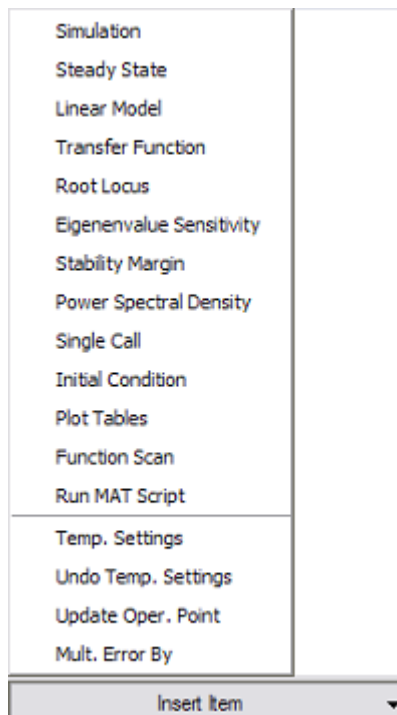 Simulation
Steady State
Linear Model
Transfer Function
Root Locus
Eigenenvalue Sensitivity
Stability Margin
Power Spectral Density
Single Call
Initial Condition
Plot Tables
Function Scan
Run MAT Script
Temp. Settings
Undo Temp. Settings
Update Oper. Point
Mult. Error By
Insert Item